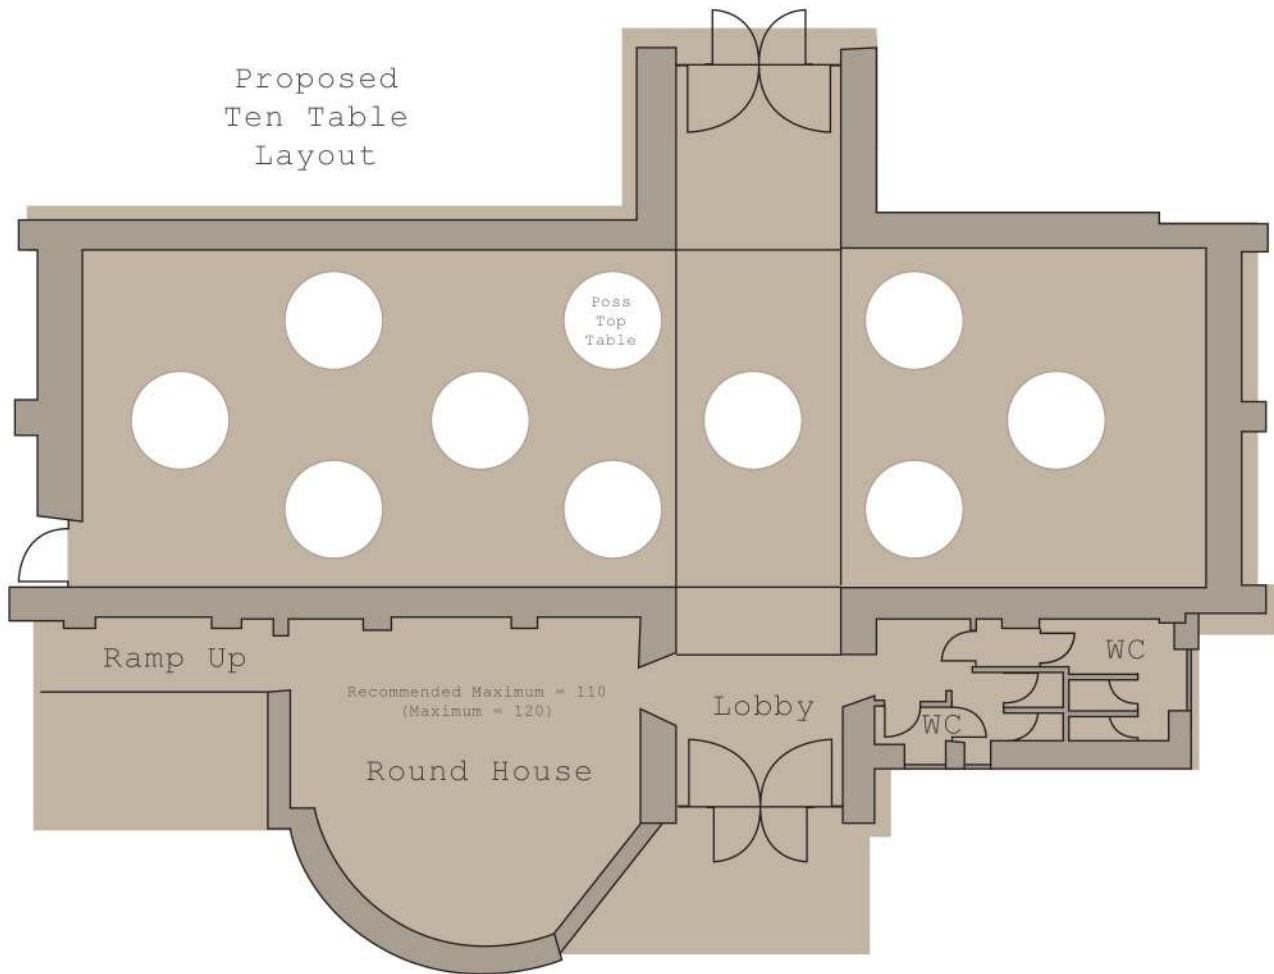 Proposed
Ten Table
Layout
Poss
Top
Table
Ramp Up
WC
Recommended Maximum = 110
(Maximum = 120)
Lobby
WC
Round House